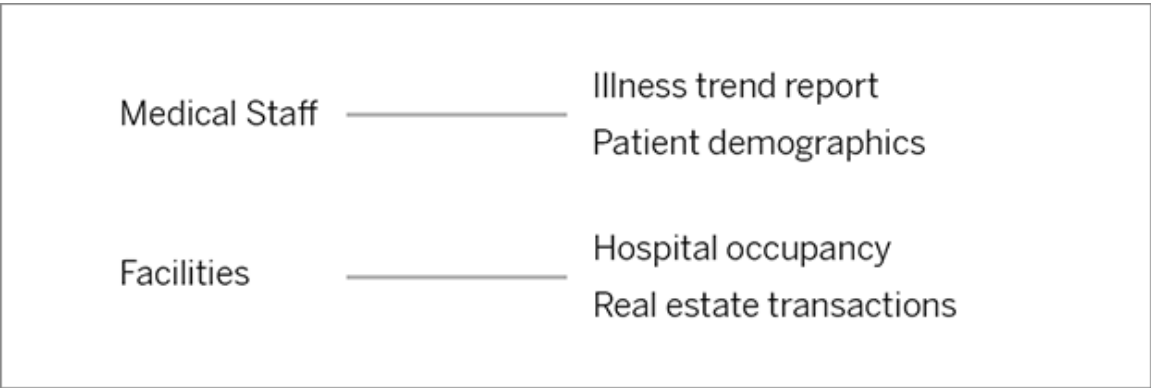 Medical Staff
Illness trend report
Patient demographics
Facilities
Hospital occupancy
Real estate transactions